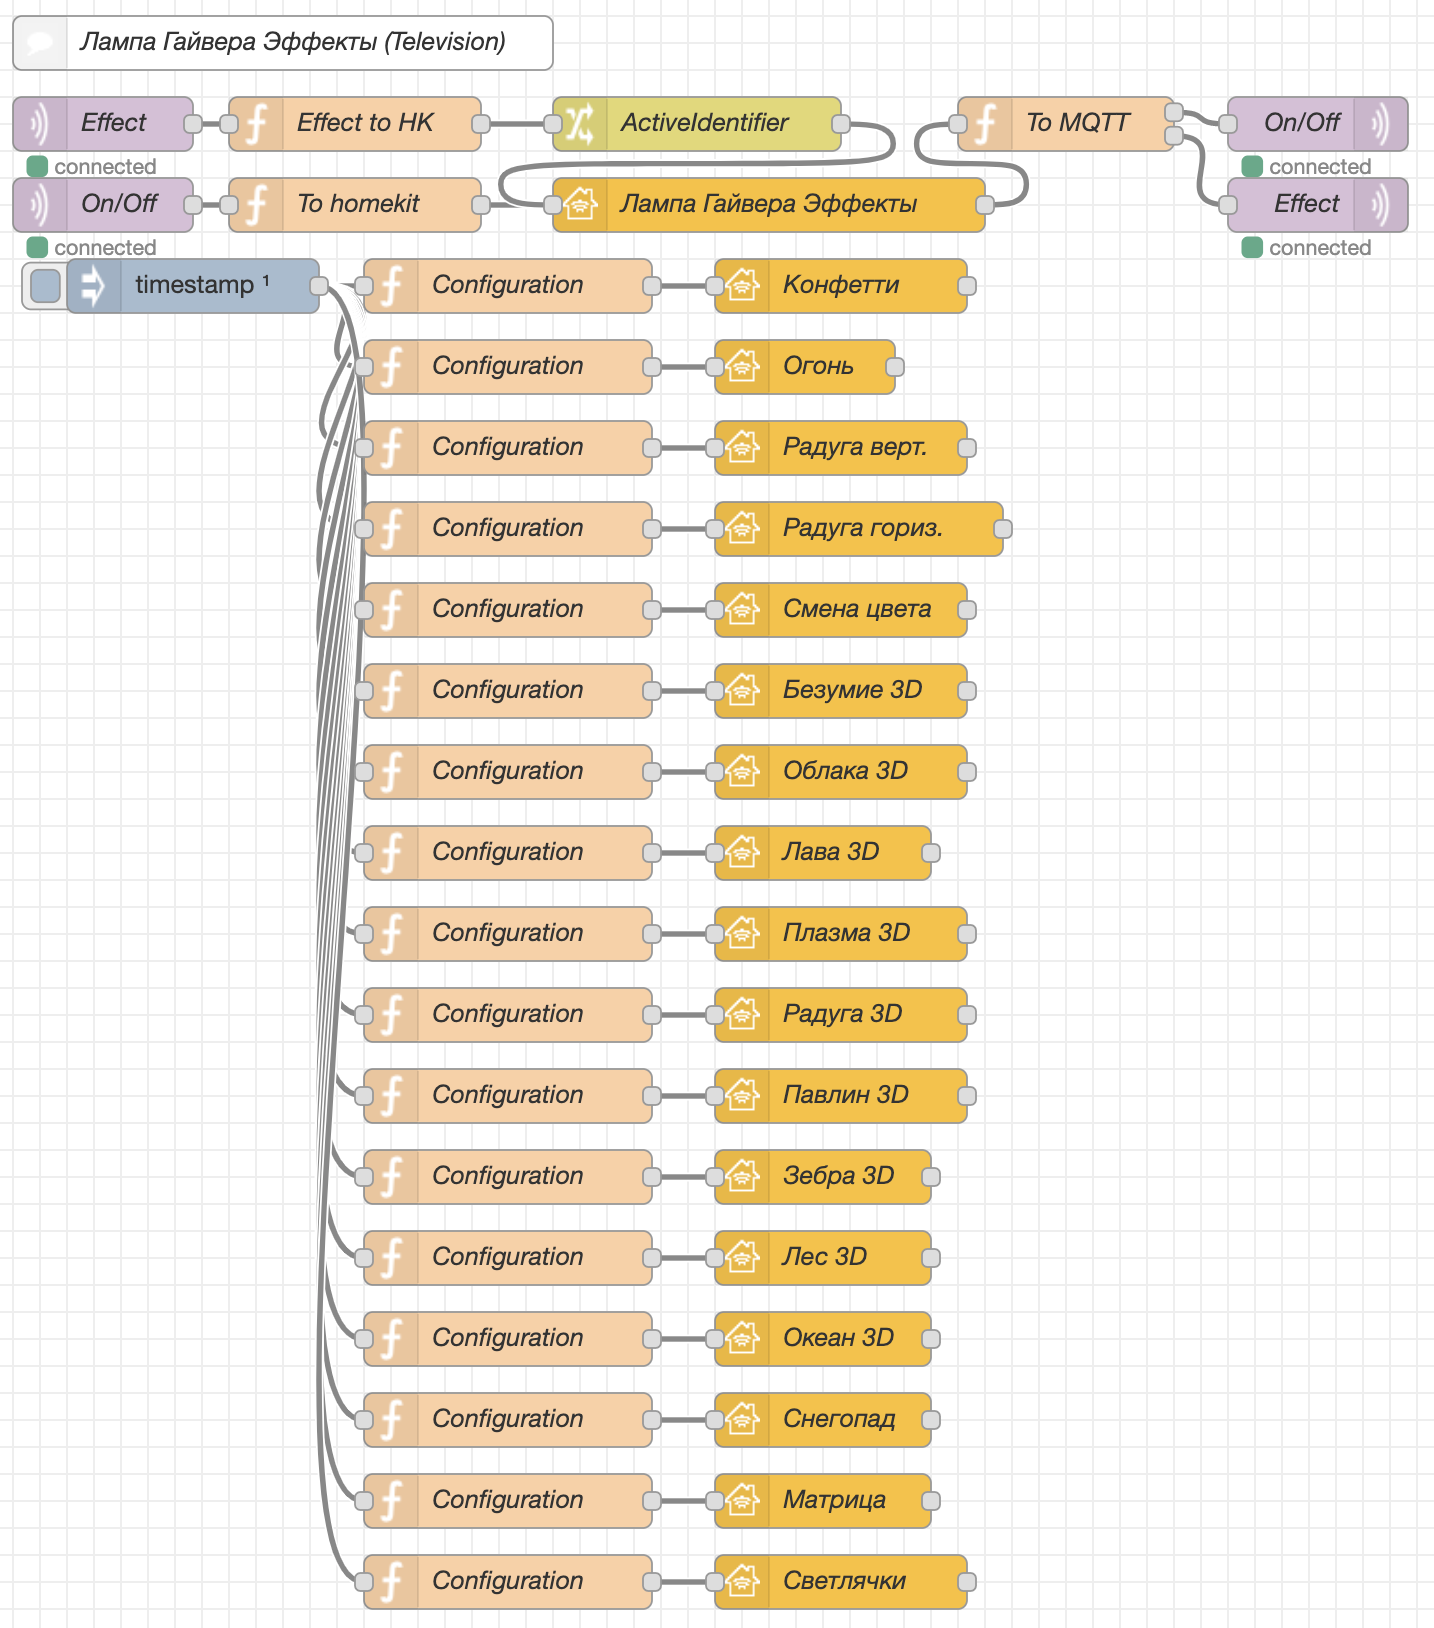 Лампа Гайвера Эффекты (Television)
Effect
Effect to HK
ActiveIdentifier
To MQTT
On/Off
connected
connected
On/Off
To homekit
Лампа Гайвера Эффекты
Effect
connected
connected
timestamp ¹
Configuration
Конфетти
Configuration
Огонь
Configuration
Радуга верт.
Configuration
Радуга гориз.
Configuration
Смена цвета
Configuration
Безумие 3D
Configuration
Облака 3D
Configuration
Лава 3D
Configuration
Плазма 3D
Configuration
Радуга 3D
Configuration
Павлин 3D
Configuration
Зебра 3D
Configuration
Лес 3D
Configuration
Океан 3D
Configuration
Снегопад
Configuration
Матрица
Configuration
Светлячки